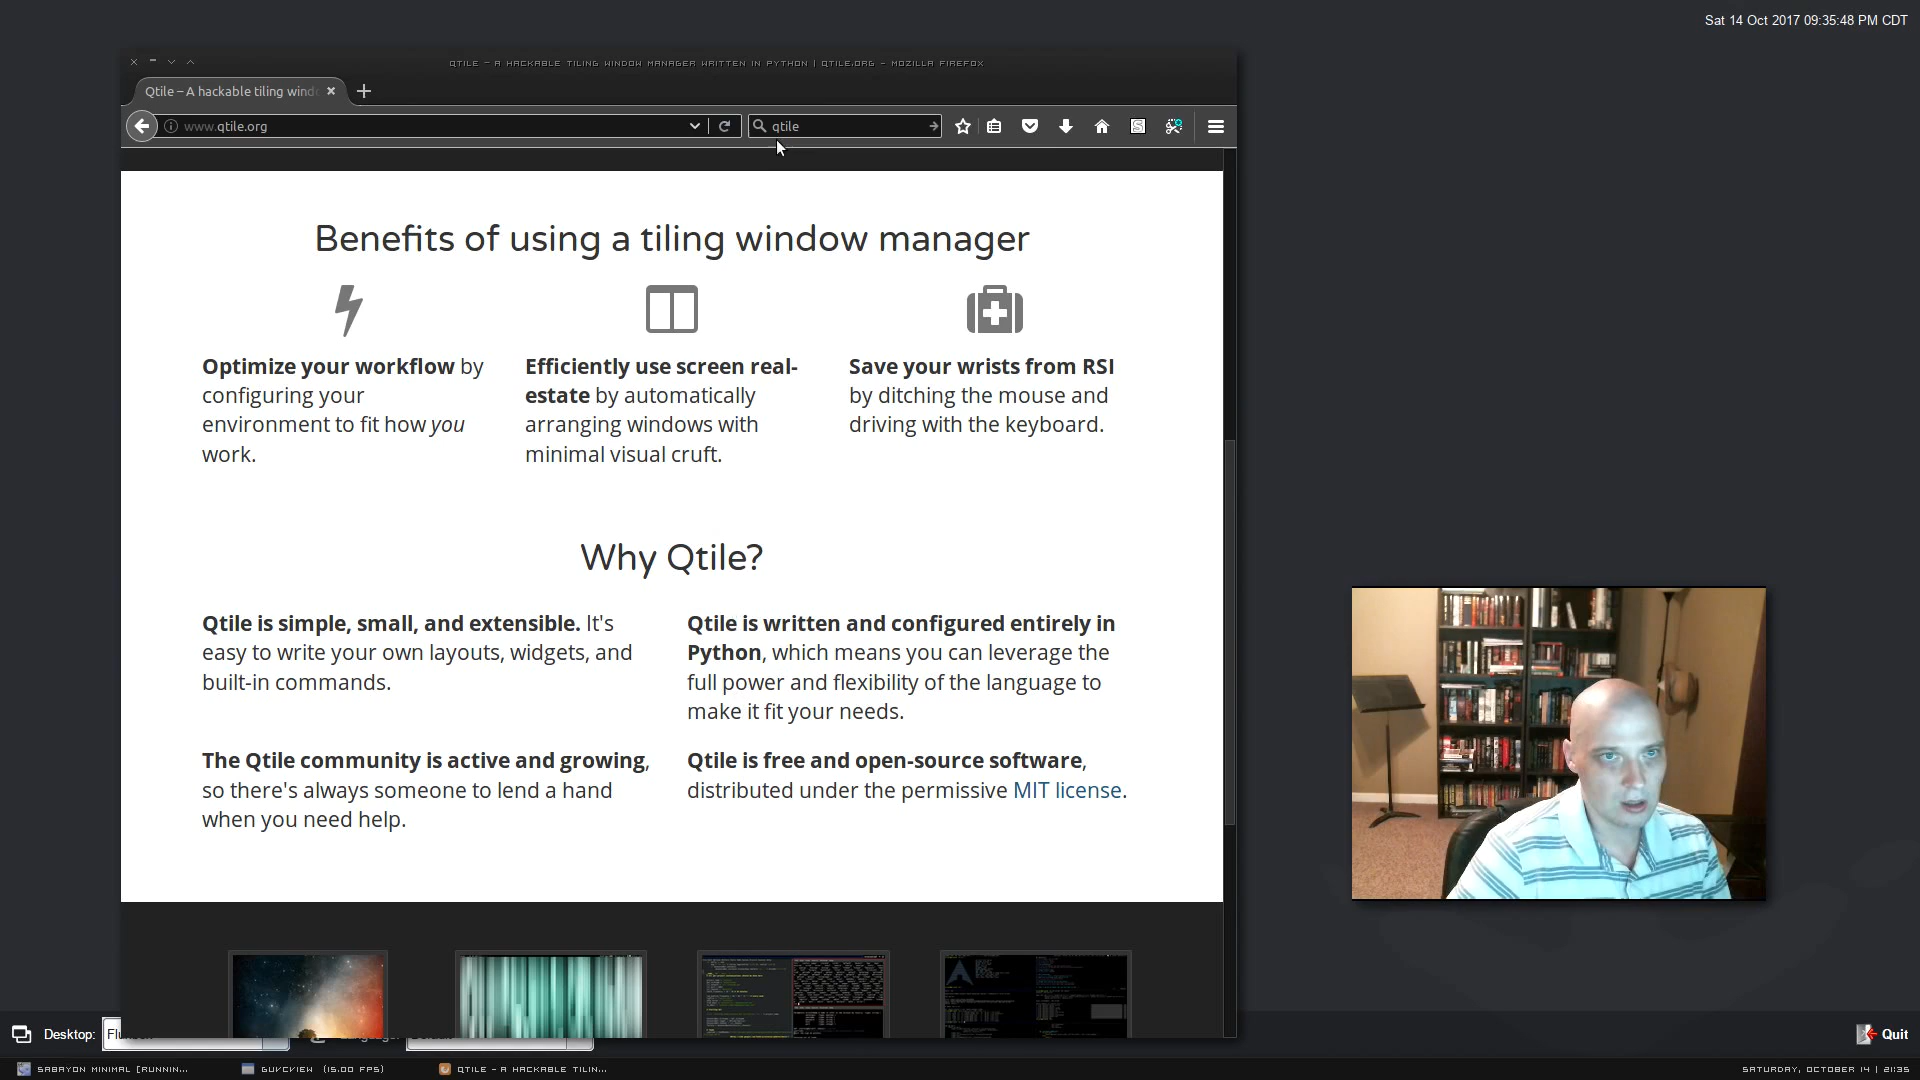 Sat 14 Oct 2017 09:35:48 PM CDT
QTILE – A HACKABLE TILING WINDOW MANAGER WRITTEN IN PYTHON | QTILE.ORG - MOZILLA FIREFOX
Qtile – A hackable tiling wind
www.qtile.org
qtile
Benefits of using a tiling window manager
Optimize your workflow by
configuring your
environment to fit how you
work.
Efficiently use screen real-
estate by automatically
arranging windows with
minimal visual cruft.
Save your wrists from RSI
by ditching the mouse and
driving with the keyboard.
Why Qtile?
Qtile is simple, small, and extensible. It's
easy to write your own layouts, widgets, and
built-in commands.
Qtile is written and configured entirely in
Python, which means you can leverage the
full power and flexibility of the language to
make it fit your needs.
The Qtile community is active and growing,
so there's always someone to lend a hand
when you need help.
Qtile is free and open-source software,
distributed under the permissive MIT license.
Desktop:
Quit
SABAYON MINIMAL [RUNNIN...
GUVCVIEW (15.00 FPS)
QTILE – A HACKABLE TILIN...
SATURDAY, OCTOBER 14 | 21:35